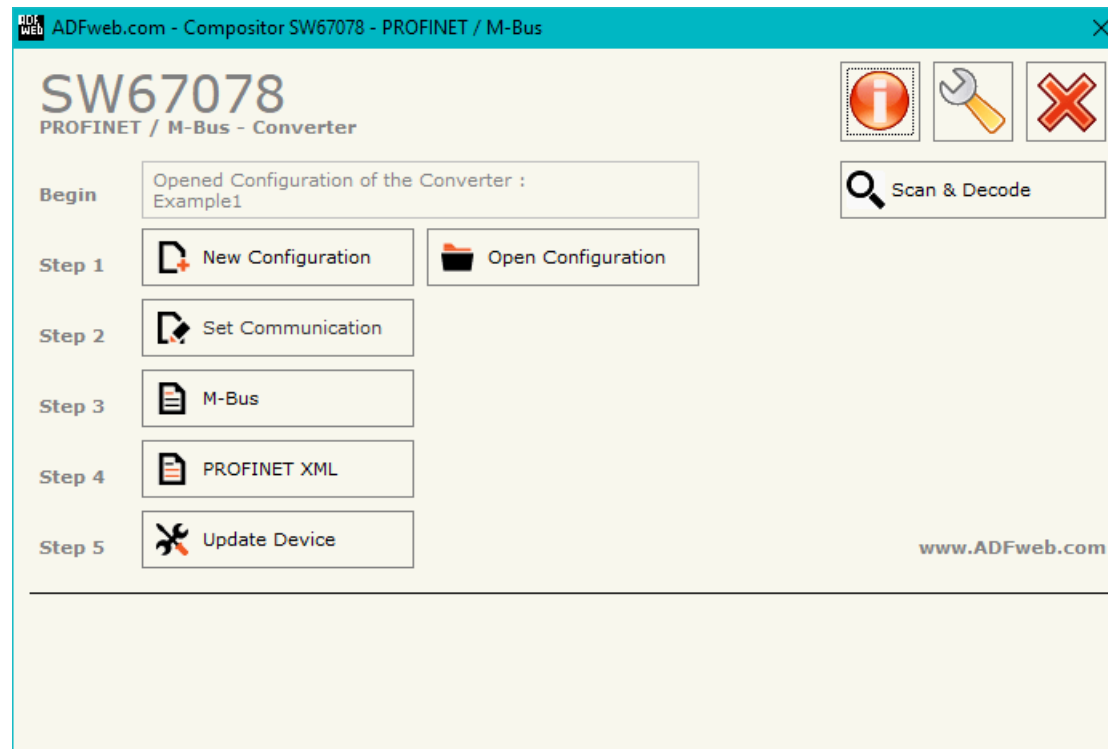 ADF
WEB
ADFweb.com - Compositor SW67078 - PROFINET / M-Bus
SW67078
PROFINET / M-Bus - Converter
Begin
Opened Configuration of the Converter :
Example1
Scan & Decode
Step 1
New Configuration
Open Configuration
Step 2
Set Communication
Step 3
M-Bus
Step 4
PROFINET XML
Step 5
Update Device
www.ADFweb.com